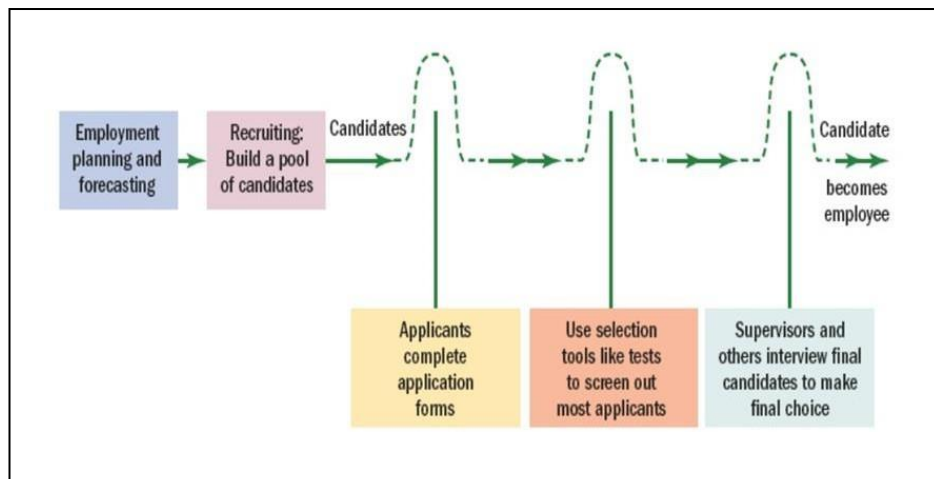 Employment
planning and
forecasting
Recruiting:
Build a pool
of candidates
Candidates
Candidate
becomes
employee
Applicants
complete
application
forms
Use selection
tools like tests
to screen out
most applicants
Supervisors and
others interview final
candidates to make
final choice